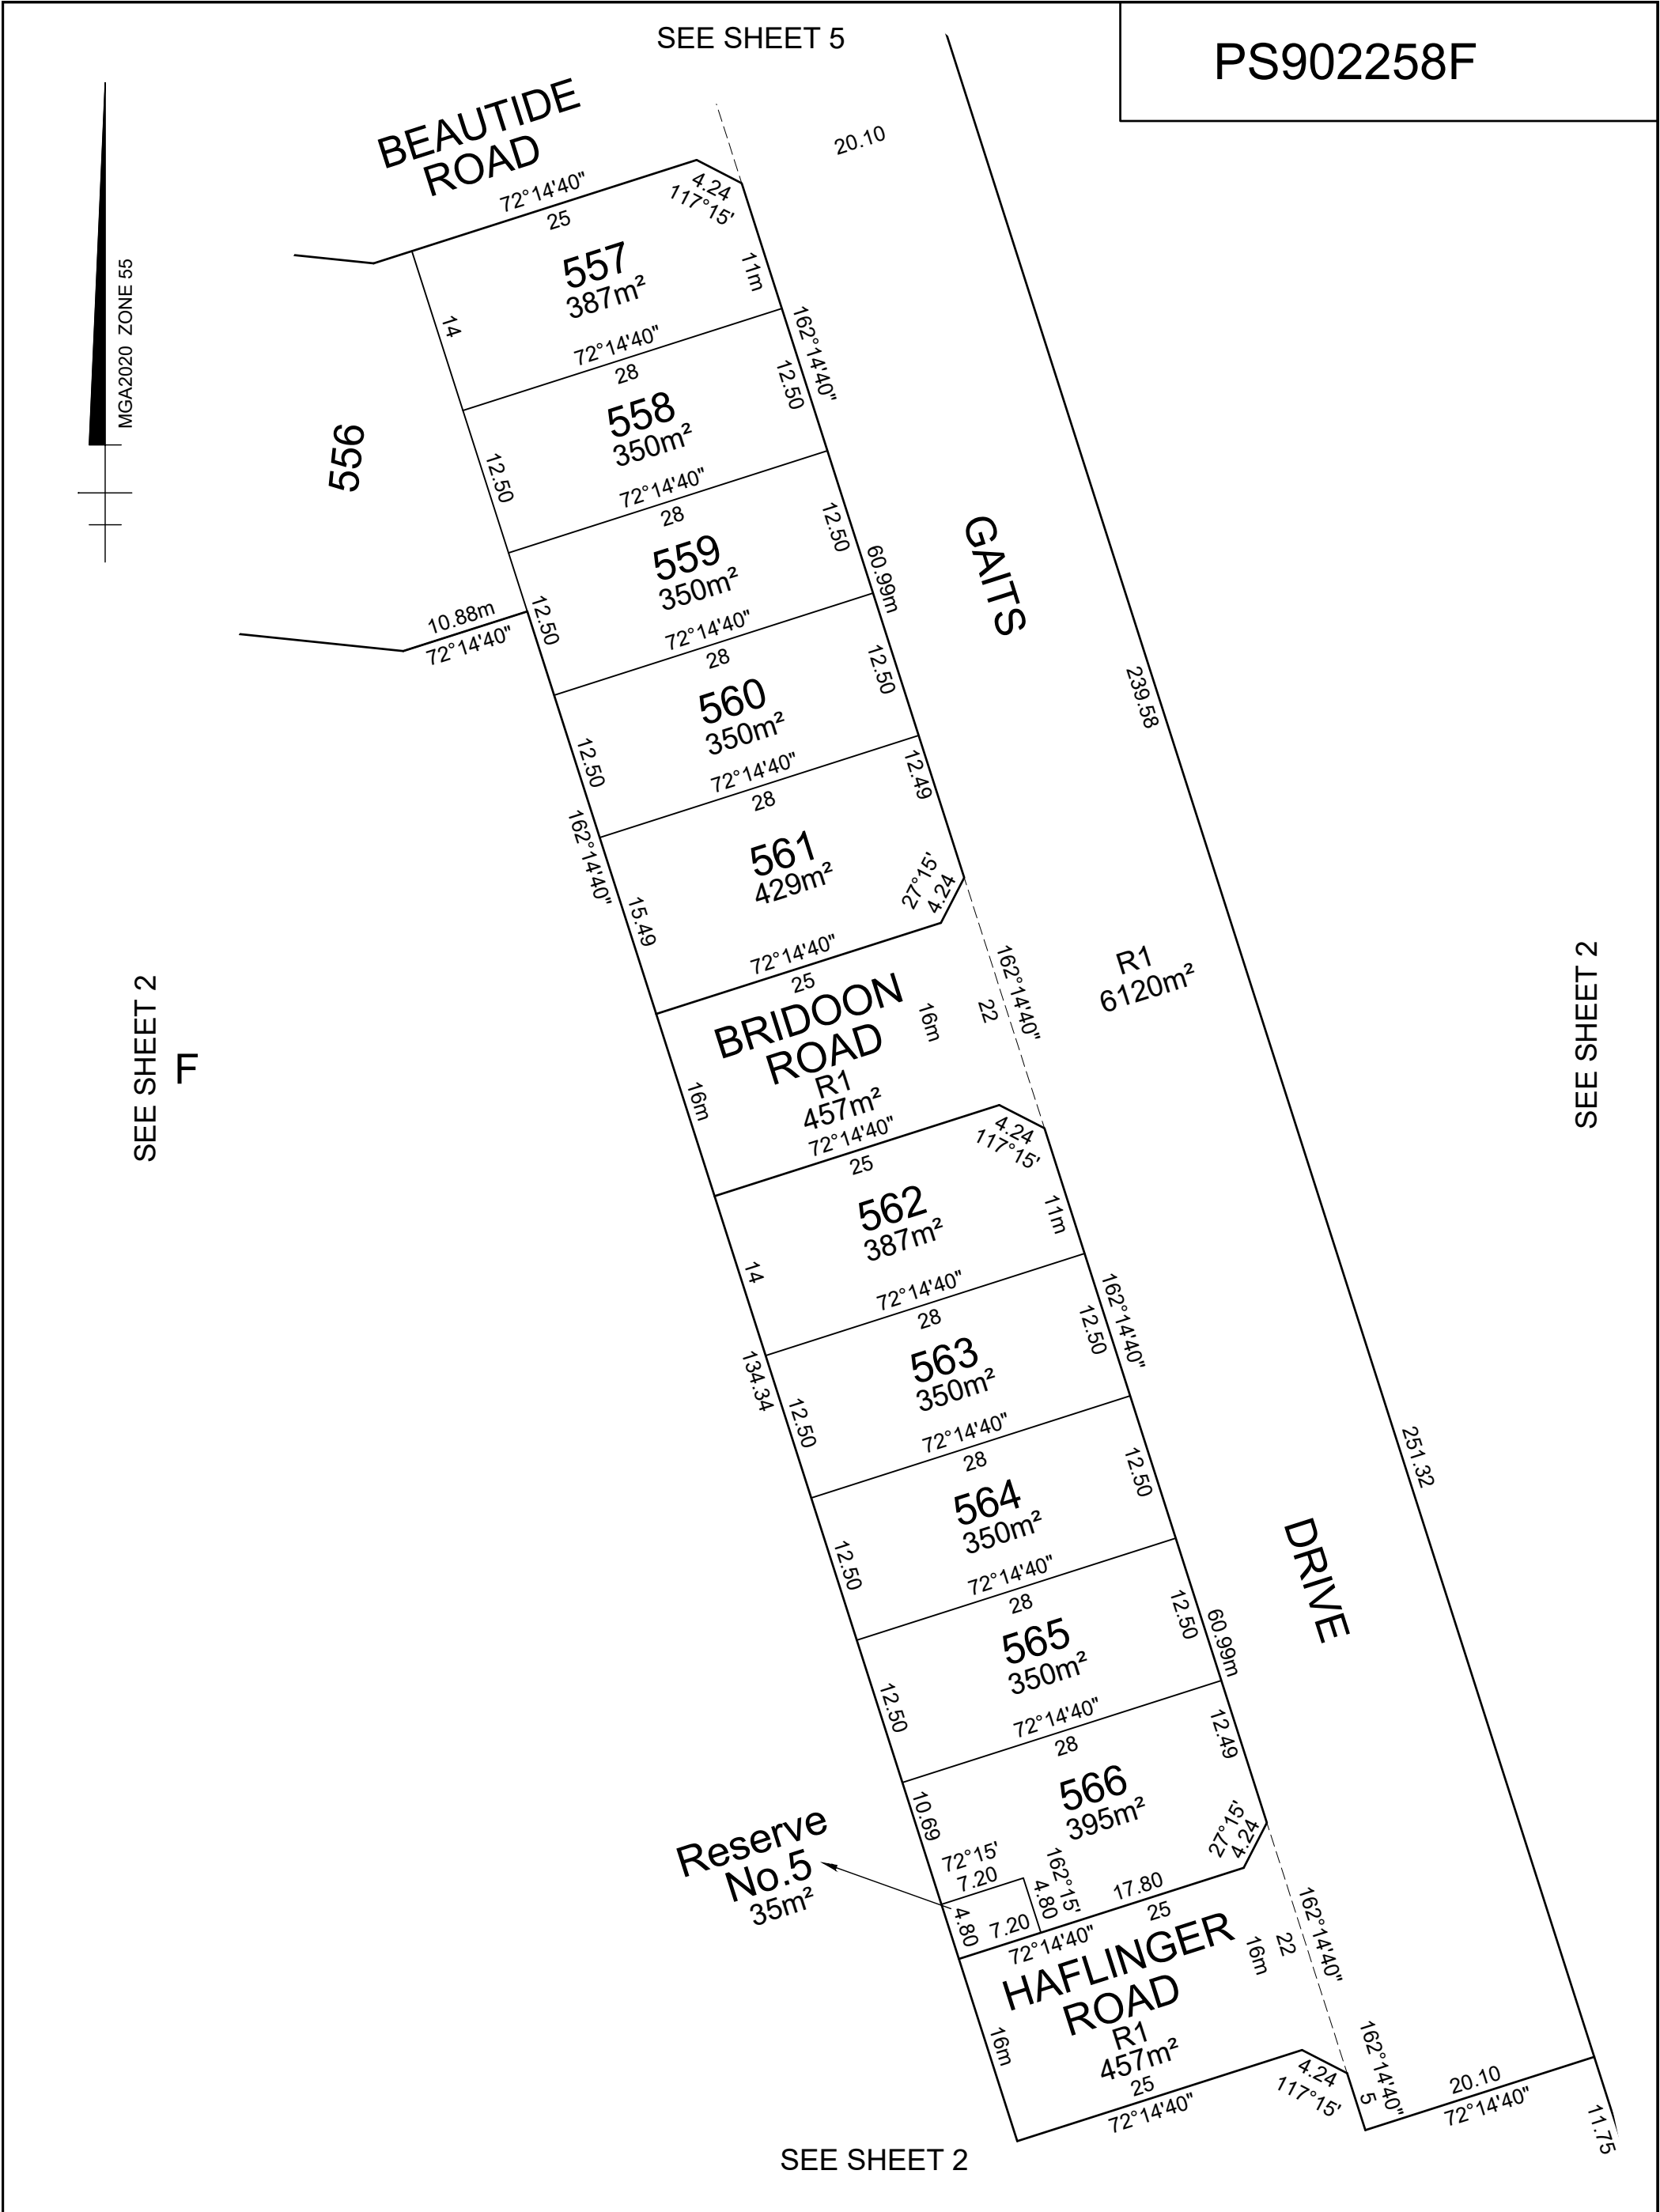 SEE SHEET 5
PS902258F
MGA2020 ZONE 55
BEAUTIDE
ROAD
20.10
72°14'40"
25
4.24
117°15'
557
387m²
11m
14
72°14'40"
28
162°14'40"
558
350m²
12.50
12.50
556
72°14'40"
28
559
350m²
12.50
12.50
60.99m
GAITS
10.88m
72°14'40"
72°14'40"
28
560
350m²
12.50
12.50
239.58
72°14'40"
28
12.49
162°14'40"
561
429m²
27°15'
4.24
15.49
72°14'40"
25
SEE SHEET 2
F
BRIDOON
ROAD
R1
457m²
16m
16m
22
162°14'40"
R1
6120m²
SEE SHEET 2
72°14'40"
25
4.24
117°15'
562
387m²
11m
14
72°14'40"
28
162°14'40"
134.34
563
350m²
12.50
12.50
72°14'40"
28
251.32
564
350m²
12.50
12.50
DRIVE
72°14'40"
28
565
350m²
12.50
12.50
60.99m
72°14'40"
28
12.49
566
395m²
10.69
27°15'
4.24
Reserve
No.5
35m²
72°15'
7.20
162°15'
4.80
17.80
4.80
7.20
25
72°14'40"
HAFLINGER
ROAD
R1
457m²
16m
16m
22
162°14'40"
25
72°14'40"
4.24
117°15'
162°14'40"
5
20.10
72°14'40"
11.75
SEE SHEET 2